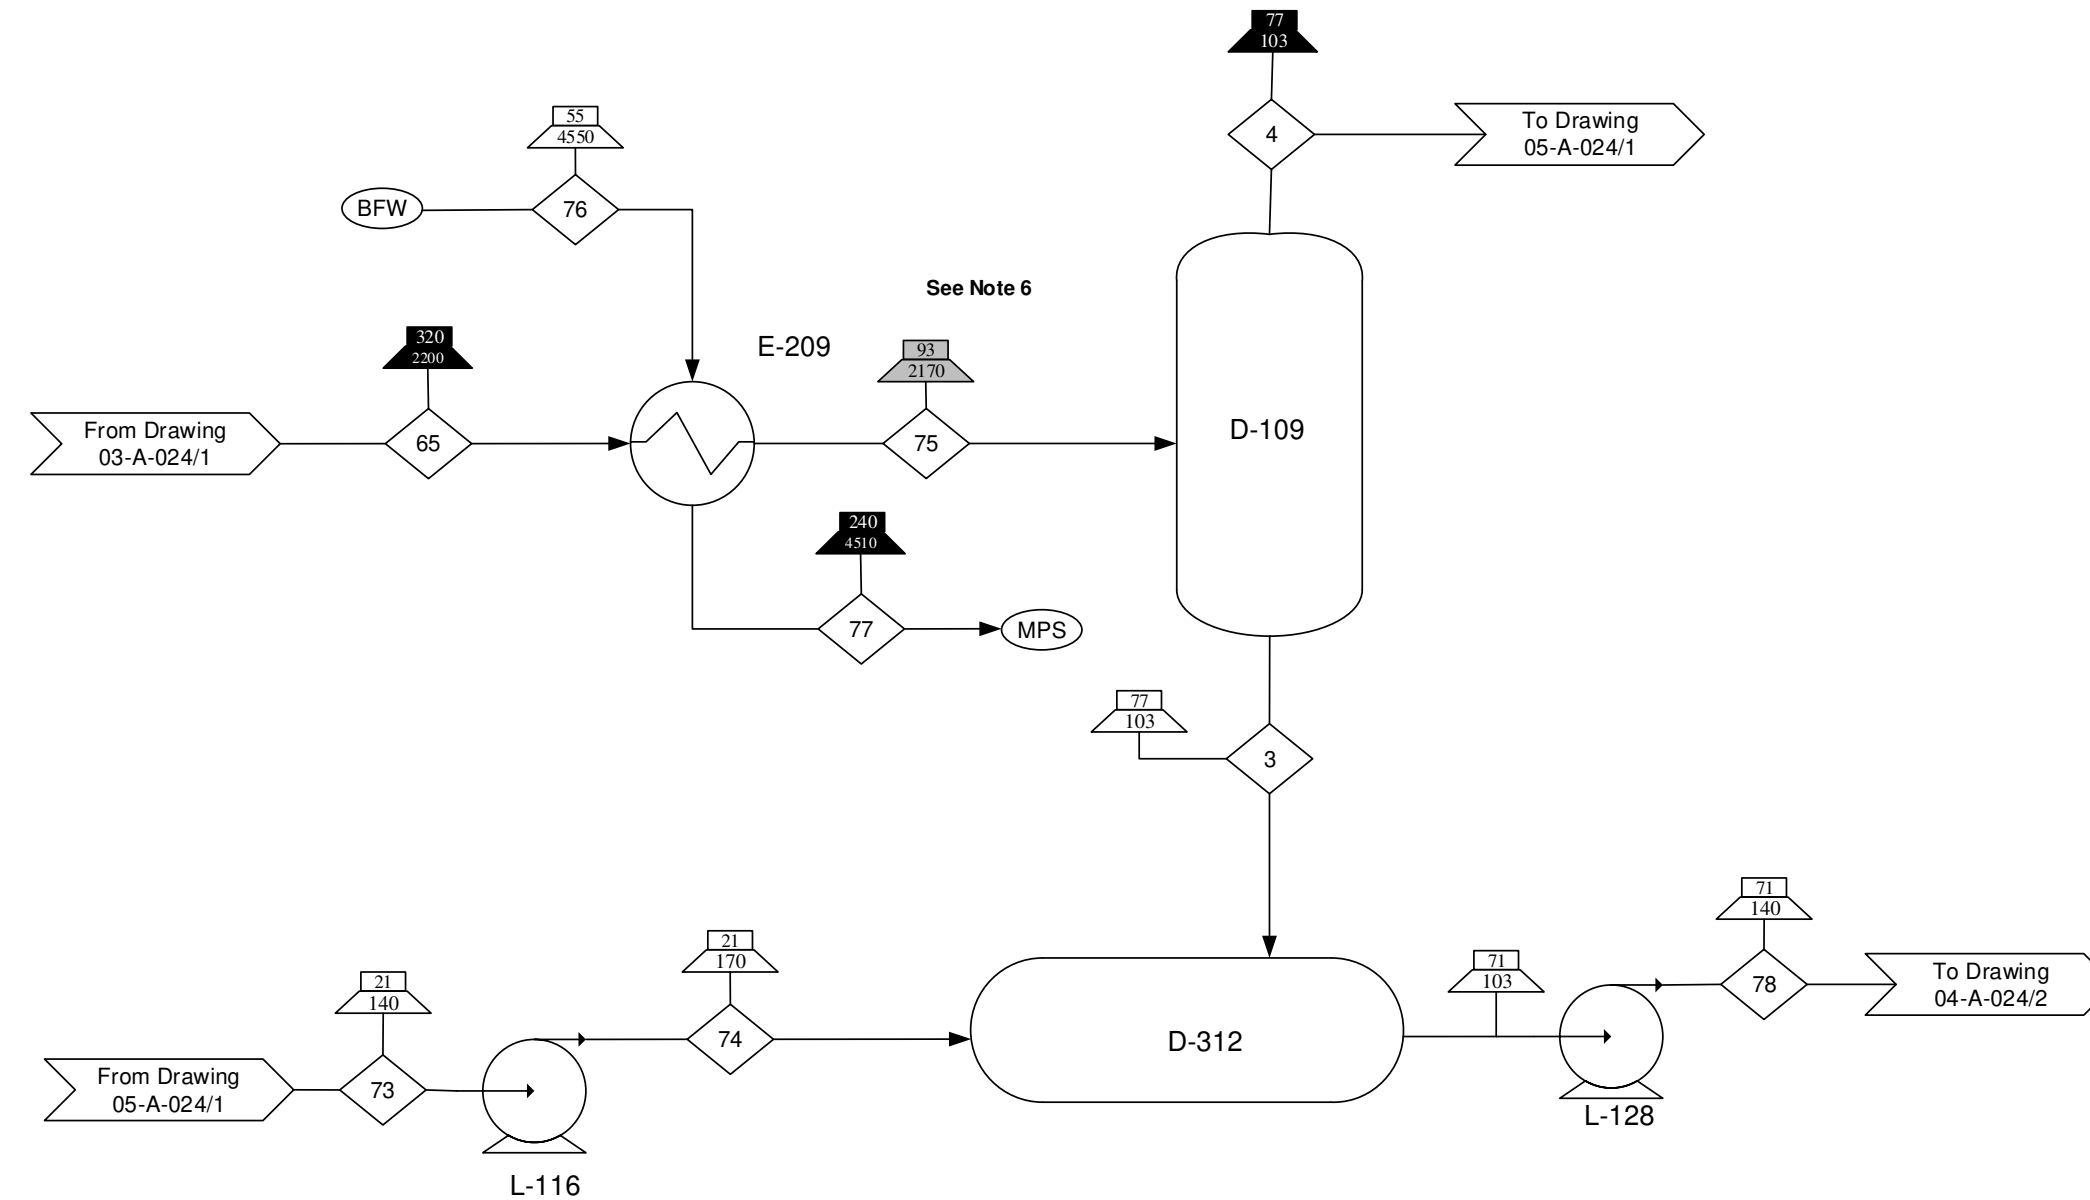 77
103
4
To Drawing
05-A-024/1
55
4550
BFW
76
See Note 6
320
2200
E-209
93
2170
From Drawing
03-A-024/1
65
75
D-109
240
4510
77
MPS
77
103
3
71
140
21
170
71
103
21
140
78
To Drawing
04-A-024/2
74
D-312
From Drawing
05-A-024/1
73
L-128
L-116